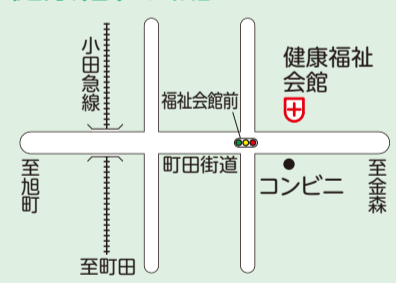 小田急線
健康福祉
会館
福祉会館前
町田街道
コンビニ
至旭町
至金森
至町田